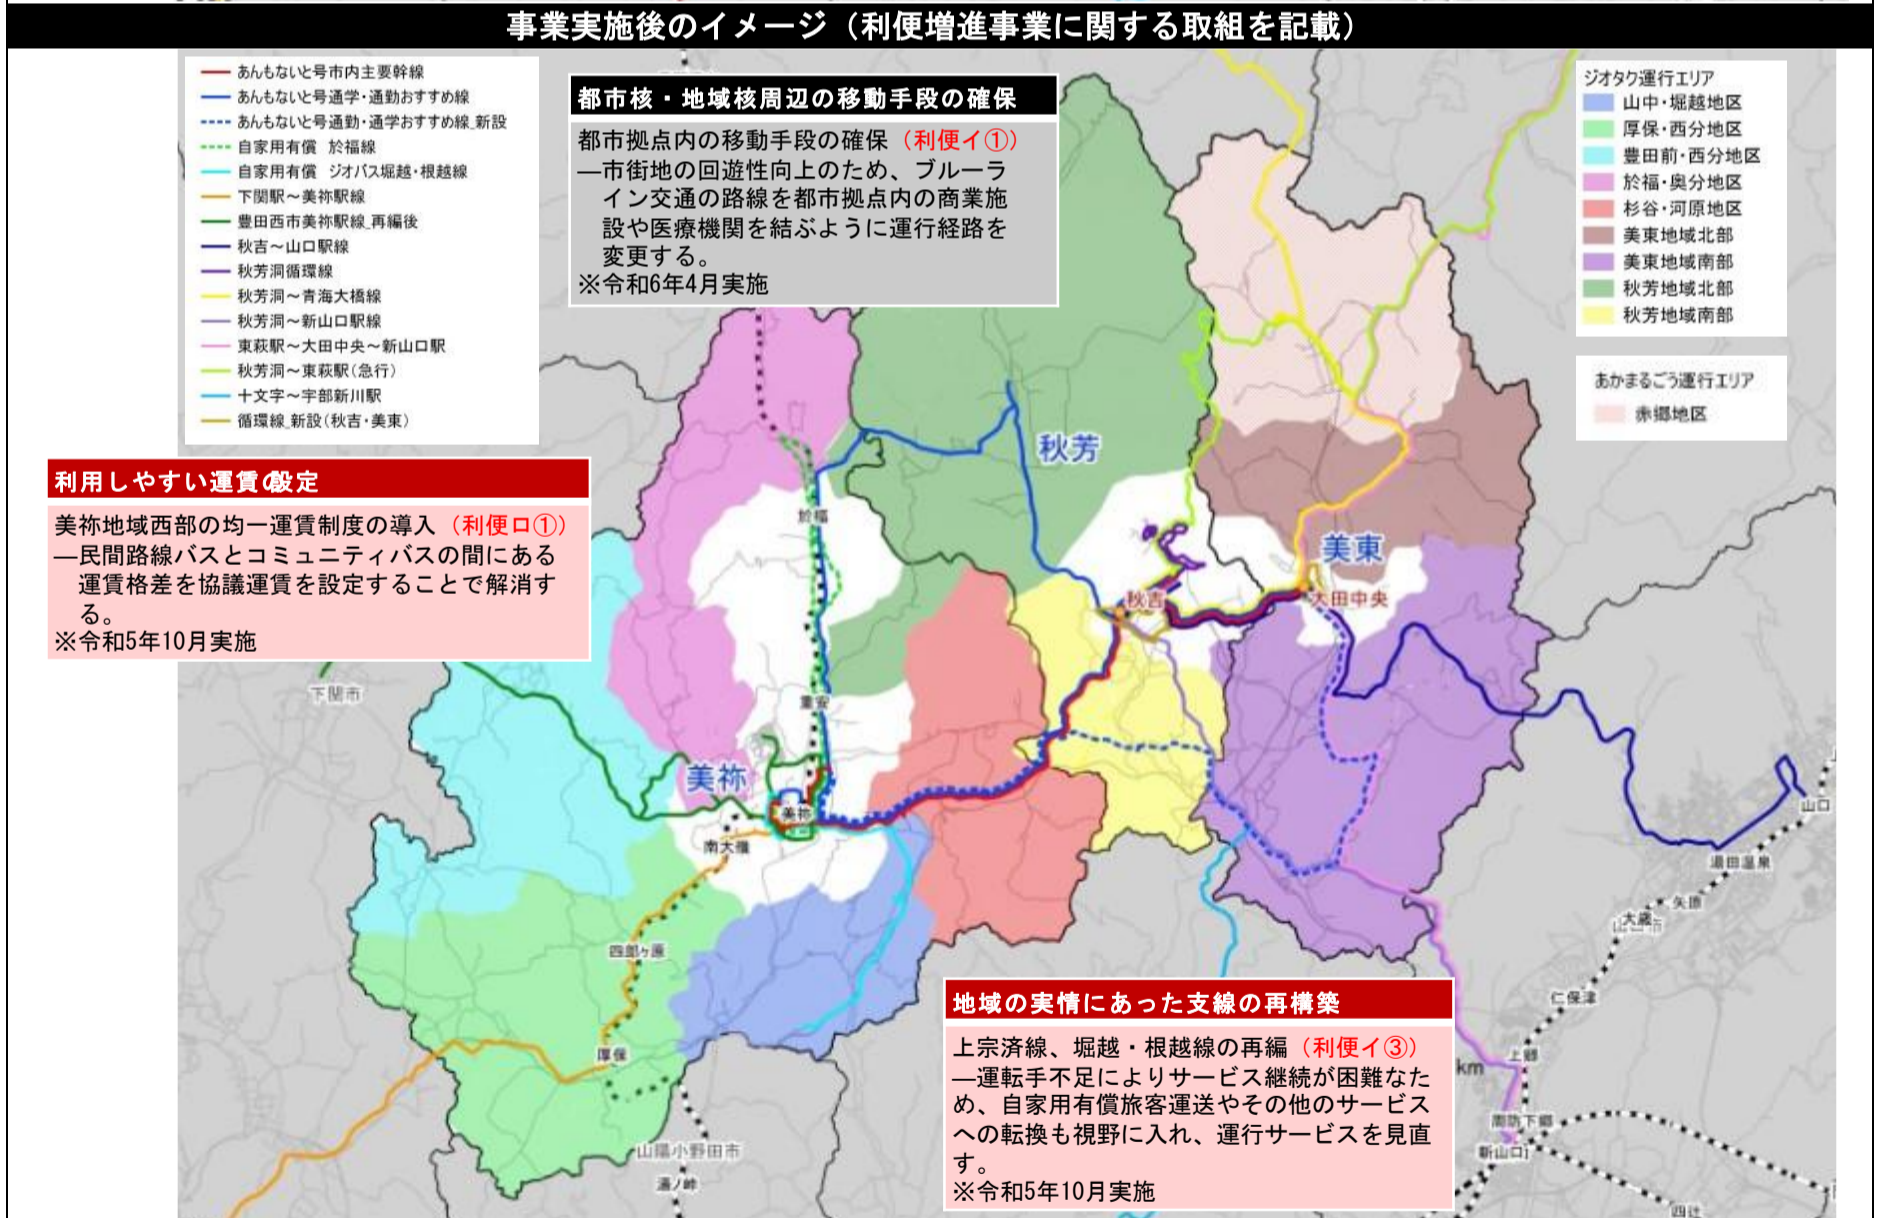 事業実施後のイメージ（利便増進事業に関する取組を記載）
あんもないと号市内主要幹線
あんもないと号通学・通勤おすすめ線
あんもないと号通勤・通学おすすめ線_新設
自家用有償 於福線
自家用有償 ジオバス堀越・根越線
下関駅～美祢駅線
豊田西市美祢駅線_再編後
秋吉～山口駅線
秋芳洞循環線
秋芳洞～青海大橋線
秋芳洞～新山口駅線
東萩駅～大田中央～新山口駅
秋芳洞～東萩駅（急行）
十文字～宇部新川駅
循環線_新設（秋吉・美東）
都市核・地域核周辺の移動手段の確保
都市拠点内の移動手段の確保（利便イ①）
―市街地の回遊性向上のため、ブルーラ
イン交通の路線を都市拠点内の商業施
設や医療機関を結ぶように運行経路を
変更する。
※令和6年4月実施
ジオタク運行エリア
山中・堀越地区
厚保・西分地区
豊田前・西分地区
於福・奥分地区
杉谷・河原地区
美東地域北部
美東地域南部
秋芳地域北部
秋芳地域南部
あかまるごう運行エリア
赤郷地区
利用しやすい運賃の設定
美祢地域西部の均一運賃制度の導入（利便ロ①）
―民間路線バスとコミュニティバスの間にある
運賃格差を協議運賃を設定することで解消す
る。
※令和5年10月実施
秋芳
於福
美東
秋吉
大田中央
下関市
重安
美祢
美祢
南大嶺
山口
湯田温泉
矢原
大歳
四郎ヶ原
仁保津
厚保
上郷
km
周防下郷
新山口
山陽小野田市
湯ノ峠
四辻
地域の実情にあった支線の再構築
上宗済線、堀越・根越線の再編（利便イ③）
―運転手不足によりサービス継続が困難なた
め、自家用有償旅客運送やその他のサービス
への転換も視野に入れ、運行サービスを見直
す。
※令和5年10月実施